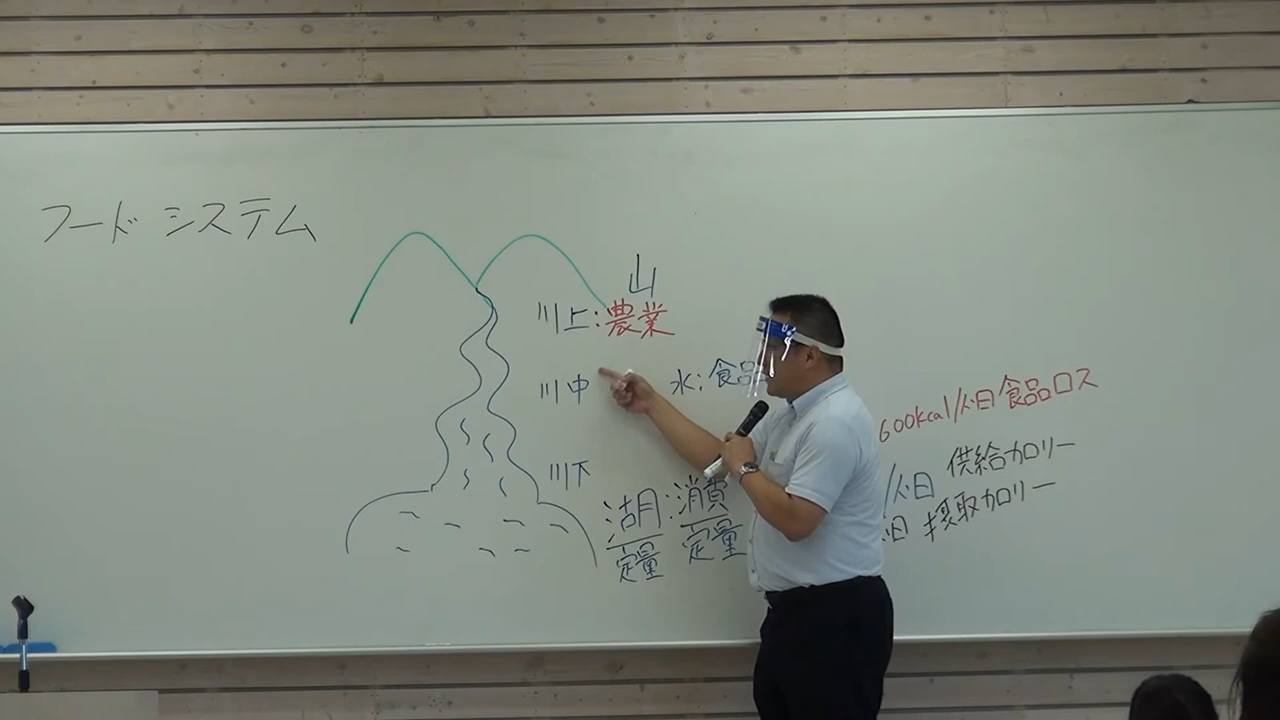 フードシステム
山
川上:農業
川中
水:食品
川下
湖:消費
定量 定量
600kcal/人日 食品ロス
/人日 供給カロリー
日 摂取カロリー